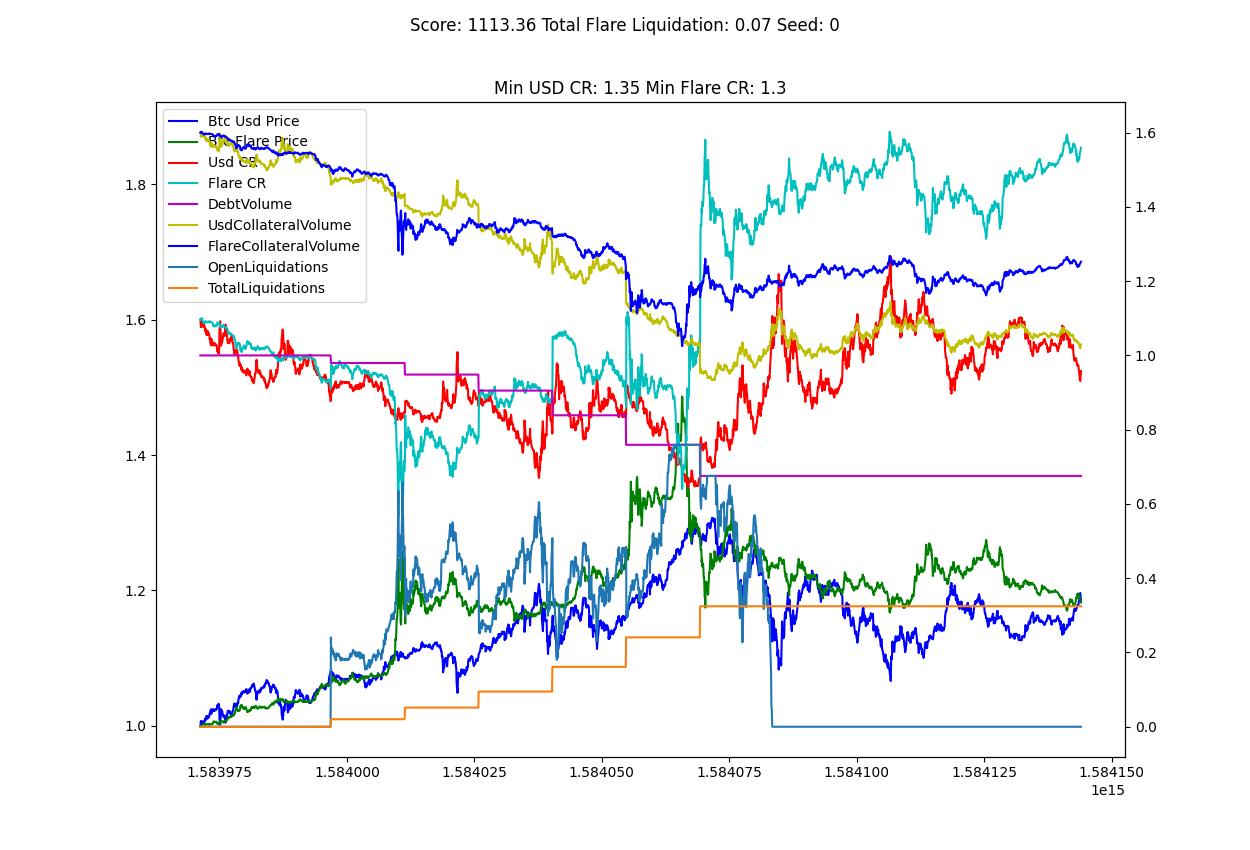 Score: 1113.36 Total Flare Liquidation: 0.07 Seed: 0
Min USD CR: 1.35 Min Flare CR: 1.3
Btc Usd Price
Btc Flare Price
Usd CR
Flare CR
DebtVolume
UsdCollateralVolume
FlareCollateralVolume
OpenLiquidations
TotalLiquidations
1.8
1.6
1.4
1.2
1.0
1.6
1.4
1.2
1.0
0.8
0.6
0.4
0.2
0.0
1.583975 1.584000 1.584025 1.584050 1.584075 1.584100 1.584125 1.584150
1e15